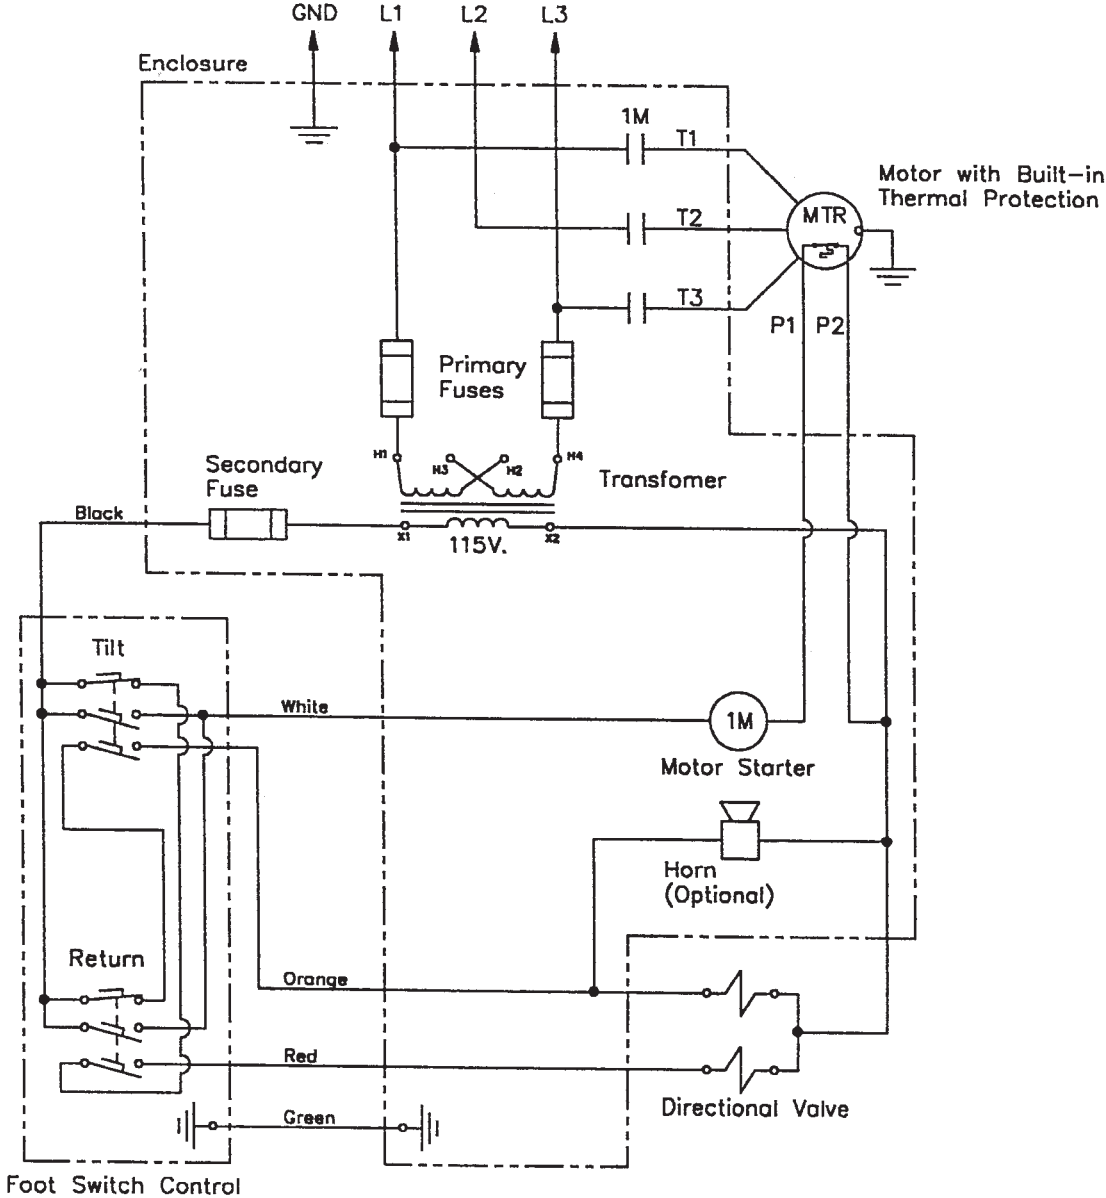 GND L1 L2 L3
Enclosure
1M
T1
Motor with Built-in
Thermal Protection
MTR
T2
T3
P1 P2
Primary
Fuses
H1 H3 H2 H4
Transfomer
Secondary
Fuse
Black
X1 X2
115V.
Tilt
White
1M
Motor Starter
Horn
(Optional)
Return
Orange
Red
Directional Valve
Green
Foot Switch Control